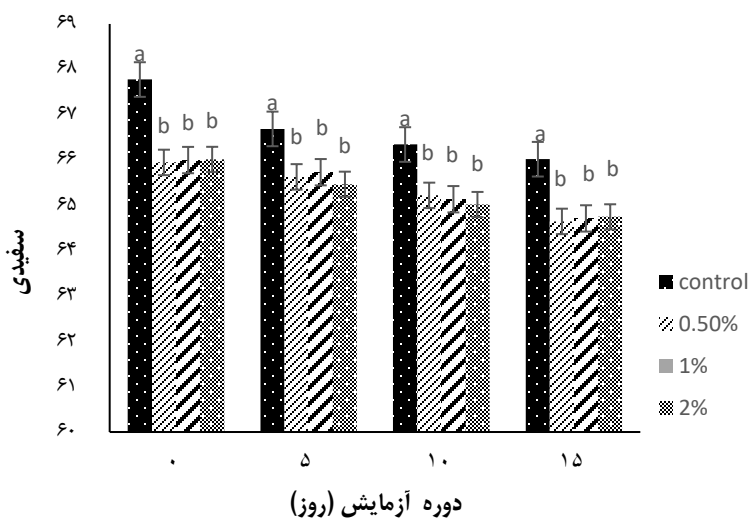 ۶۹
۶۸
۶۷
۶۶
۶۵
۶۴
۶۳
۶۲
۶۱
۶۰
سفیدی
a
b b b
a
b b b
a
b b b
a
b b b
۰ ۵ ۱۰ ۱۵
دوره آزمایش (روز)
control
0.50%
1%
2%